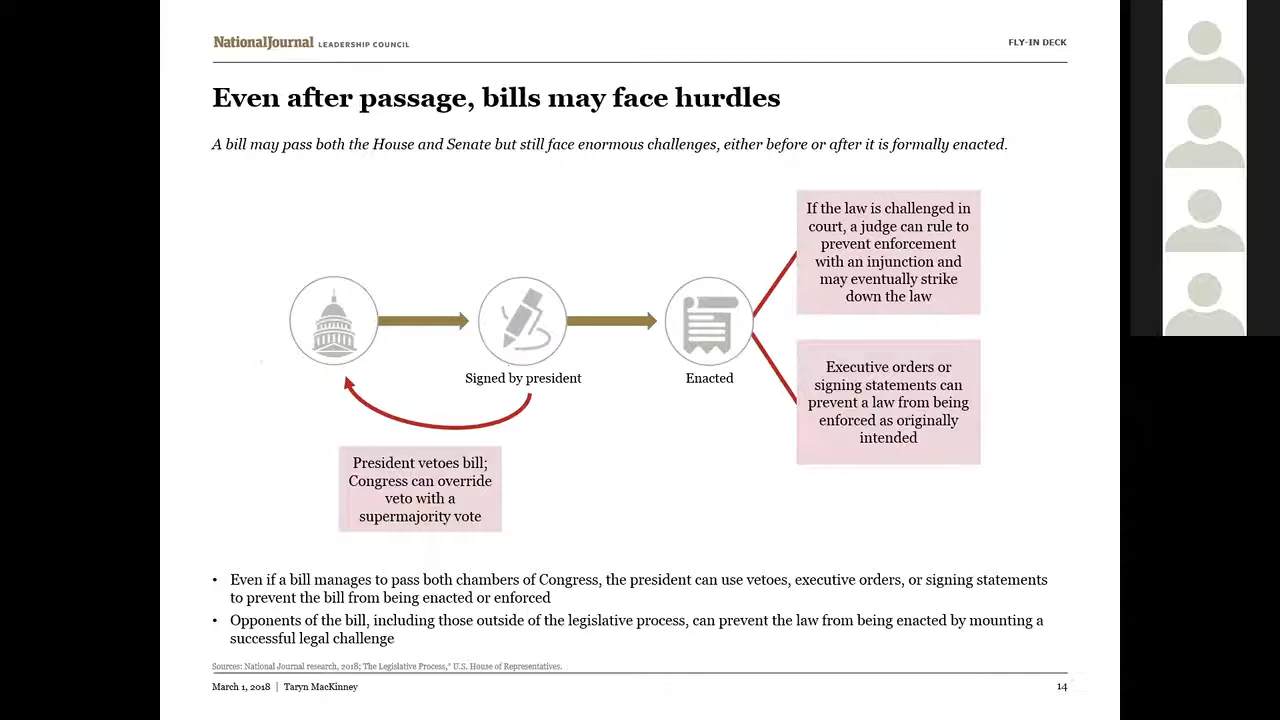 NationalJournal LEADERSHIP COUNCIL
FLY-IN DECK
Even after passage, bills may face hurdles
A bill may pass both the House and Senate but still face enormous challenges, either before or after it is formally enacted.
If the law is challenged in
court, a judge can rule to
prevent enforcement
with an injunction and
may eventually strike
down the law
Signed by president
Enacted
Executive orders or
signing statements can
prevent a law from being
enforced as originally
intended
President vetoes bill;
Congress can override
veto with a
supermajority vote
• Even if a bill manages to pass both chambers of Congress, the president can use vetoes, executive orders, or signing statements
to prevent the bill from being enacted or enforced
• Opponents of the bill, including those outside of the legislative process, can prevent the law from being enacted by mounting a
successful legal challenge
Sources: National Journal research, 2018; The Legislative Process," U.S. House of Representatives.
March 1, 2018 | Taryn MacKinney
14